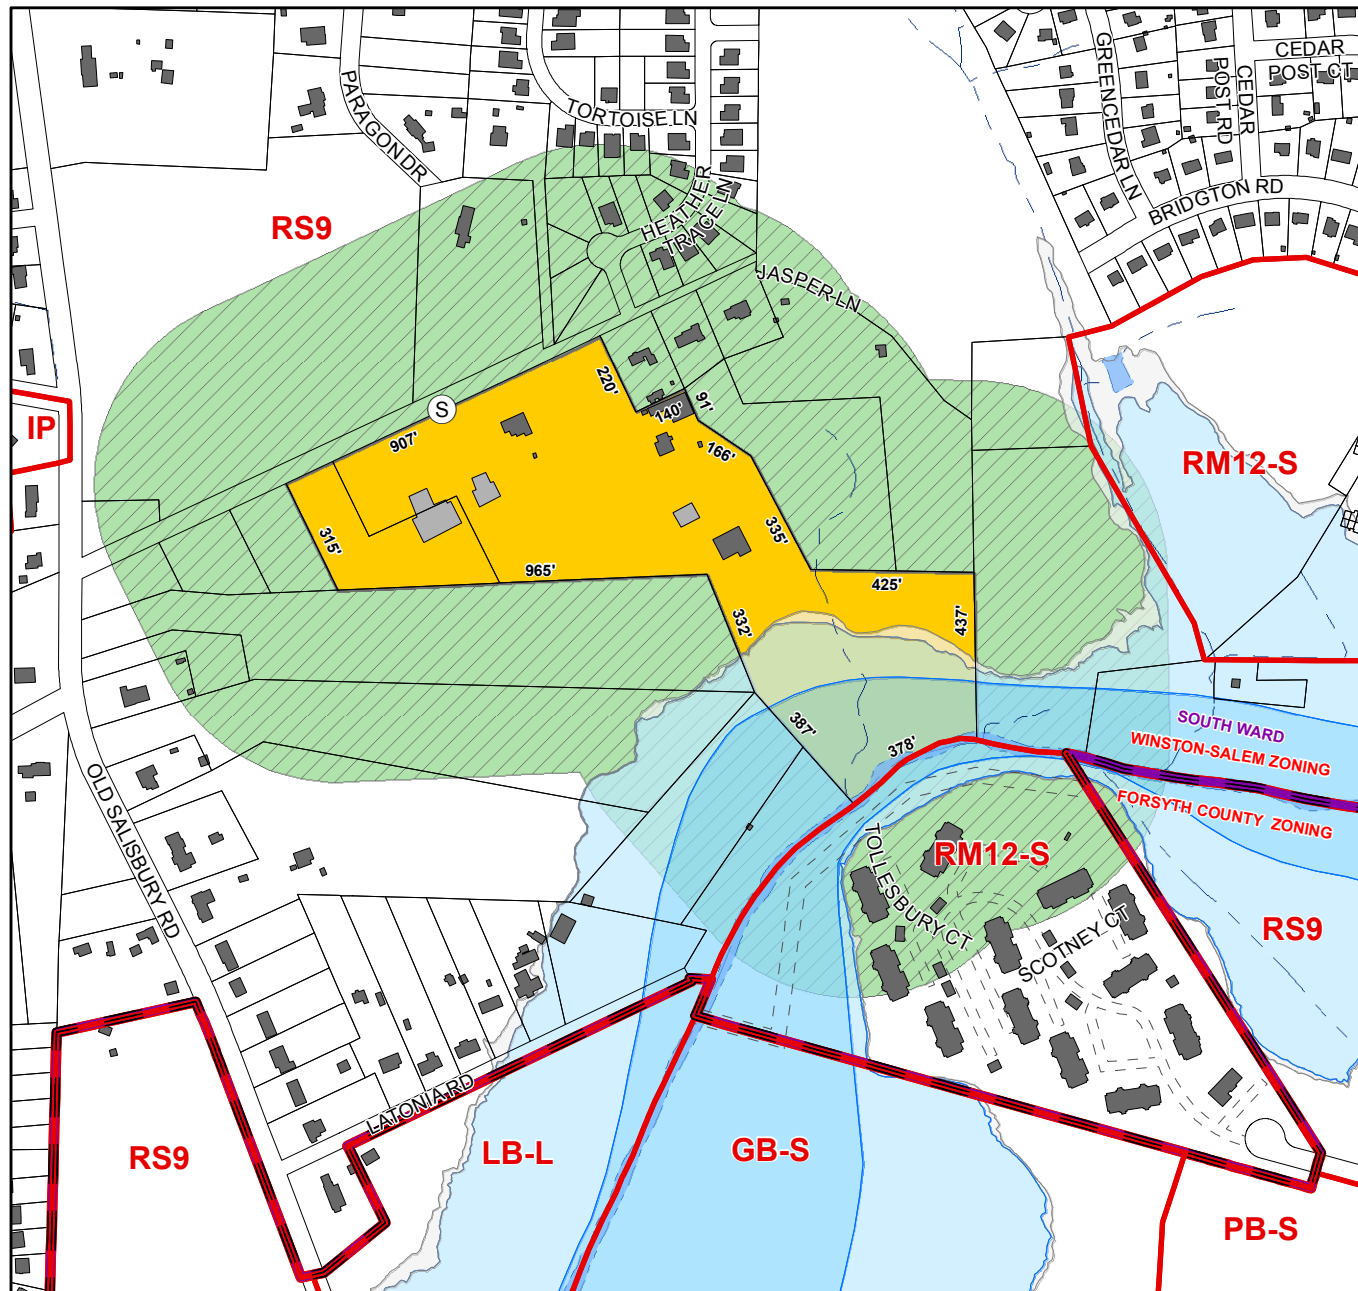 PARAGON DR
TORTOISE LN
HEATHER
TRACE LN
GREENCEDAR LN
CEDAR
POST RD
CEDAR
POST CT
BRIDGTON RD
RS9
JASPER LN
S
220'
907'
140'
91'
166'
IP
RM12-S
315'
335'
965'
425'
332'
437'
387'
378'
SOUTH WARD
WINSTON-SALEM ZONING
FORSYTH COUNTY ZONING
OLD SALISBURY RD
TOLLESBURY CT
RM12-S
SCOTNEY CT
RS9
LATONIA RD
RS9
LB-L
GB-S
PB-S